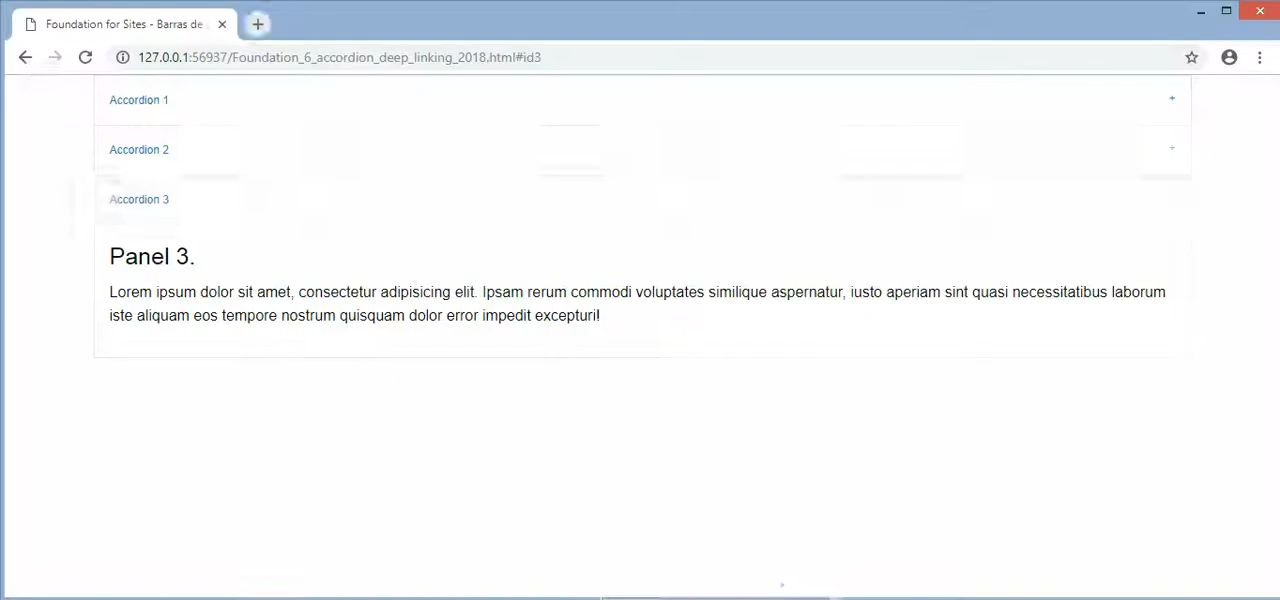 Foundation for Sites - Barras de
127.0.0.1:56937/Foundation_6_accordion_deep_linking_2018.html#id3
Accordion 1 +
Accordion 2 +
Accordion 3
Panel 3.
Lorem ipsum dolor sit amet, consectetur adipisicing elit. Ipsam rerum commodi voluptates similique aspernatur, iusto aperiam sint quasi necessitatibus laborum
iste aliquam eos tempore nostrum quisquam dolor error impedit excepturi!